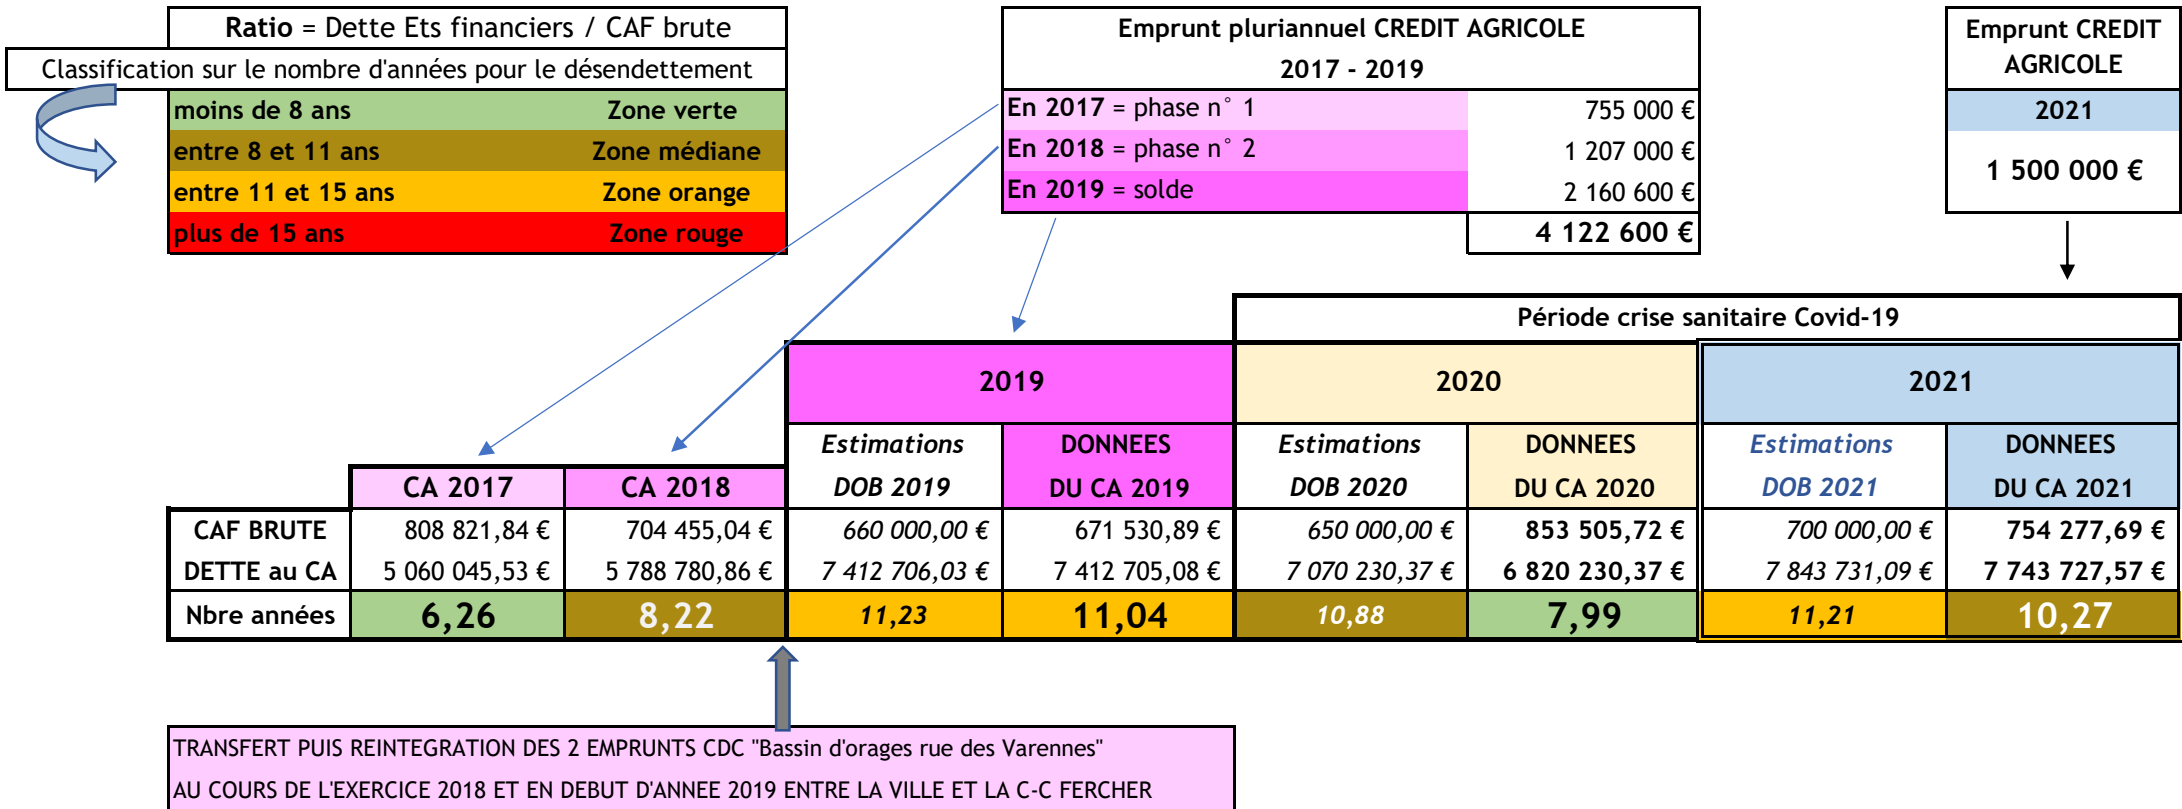 Ratio = Dette Ets financiers / CAF brute
Classification sur le nombre d'années pour le désendettement
moins de 8 ans Zone verte
entre 8 et 11 ans Zone médiane
entre 11 et 15 ans Zone orange
plus de 15 ans Zone rouge
Emprunt pluriannuel CREDIT AGRICOLE
2017 - 2019
En 2017 = phase n° 1 755 000 €
En 2018 = phase n° 2 1 207 000 €
En 2019 = solde 2 160 600 €
4 122 600 €
Emprunt CREDIT
AGRICOLE
2021
1 500 000 €
Période crise sanitaire Covid-19
2019 2020 2021
Estimations DONNEES Estimations DONNEES Estimations DONNEES
CA 2017 CA 2018 DOB 2019 DU CA 2019 DOB 2020 DU CA 2020 DOB 2021 DU CA 2021
CAF BRUTE 808 821,84 € 704 455,04 € 660 000,00 € 671 530,89 € 650 000,00 € 853 505,72 € 700 000,00 € 754 277,69 €
DETTE au CA 5 060 045,53 € 5 788 780,86 € 7 412 706,03 € 7 412 705,08 € 7 070 230,37 € 6 820 230,37 € 7 843 731,09 € 7 743 727,57 €
Nbre années 6,26 8,22 11,23 11,04 10,88 7,99 11,21 10,27
TRANSFERT PUIS REINTEGRATION DES 2 EMPRUNTS CDC "Bassin d'orages rue des Varennes"
AU COURS DE L'EXERCICE 2018 ET EN DEBUT D'ANNEE 2019 ENTRE LA VILLE ET LA C-C FERCHER